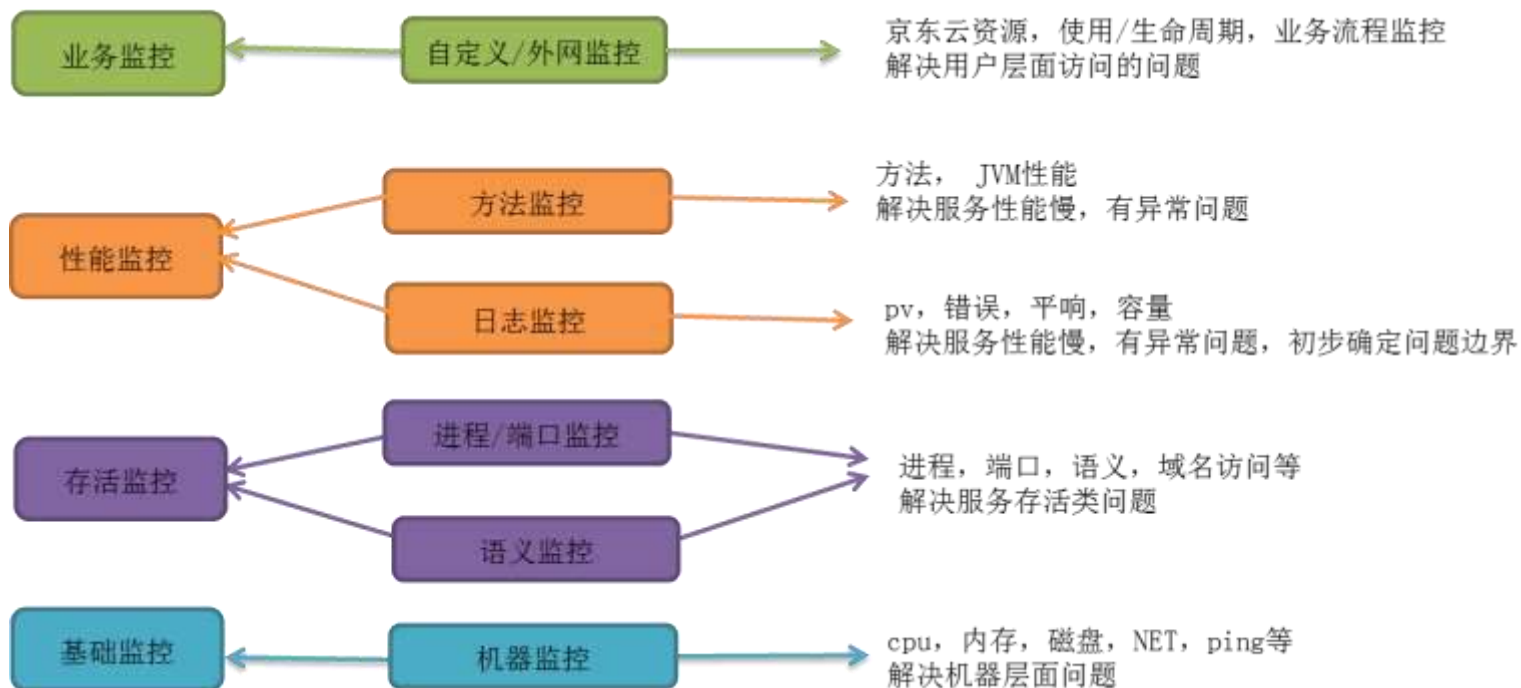 业务监控
自定义/外网监控
京东云资源，使用/生命周期，业务流程监控
解决用户层面访问的问题
性能监控
方法监控
方法， JVM性能
解决服务性能慢，有异常问题
日志监控
pv，错误，平响，容量
解决服务性能慢，有异常问题，初步确定问题边界
存活监控
进程/端口监控
语义监控
进程，端口，语义，域名访问等
解决服务存活类问题
基础监控
机器监控
cpu，内存，磁盘，NET，ping等
解决机器层面问题